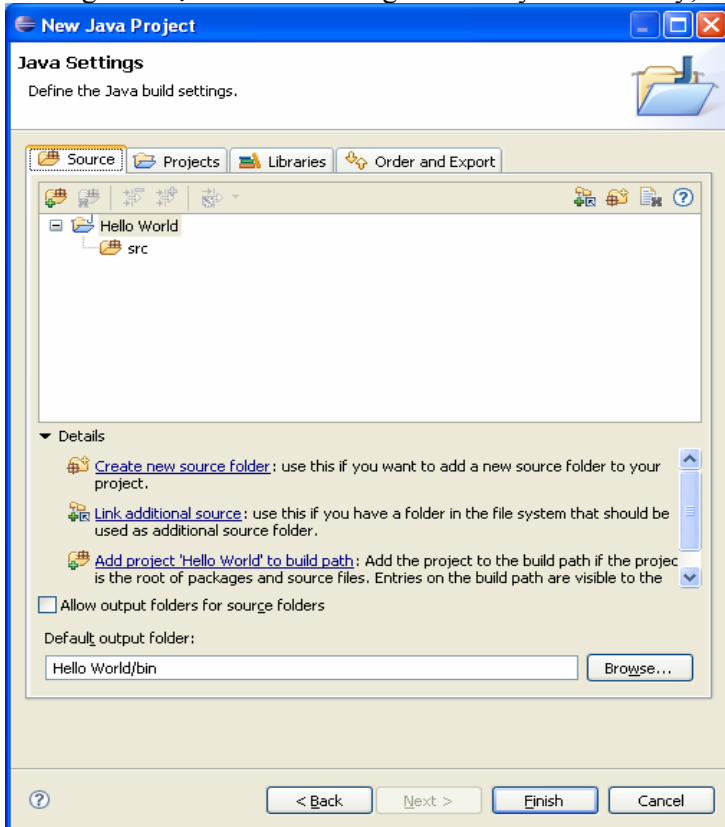 New Java Project
Java Settings
Define the Java build settings.
Source Projects Libraries Order and Export
Hello World
src
Details
Create new source folder: use this if you want to add a new source folder to your
project.
Link additional source: use this if you have a folder in the file system that should be
used as additional source folder.
Add project 'Hello World' to build path: Add the project to the build path if the projec
is the root of packages and source files. Entries on the build path are visible to the
Allow output folders for source folders
Default output folder:
Hello World/bin
Browse...
< Back Next > Finish Cancel